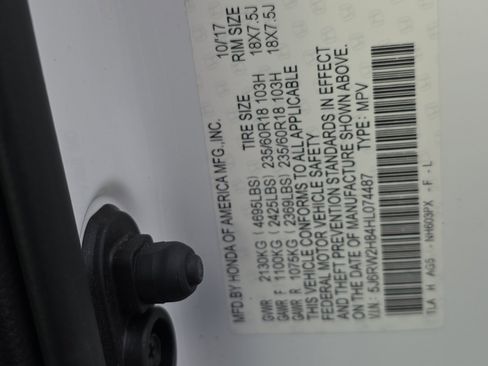 MFD.BY HONDA OF AMERICA MFG.,INC. 10/17
TIRE SIZE RIM SIZE
GVWR 2130KG (4695LBS)
GAWR F 1100KG (2425LBS) 235/60R18 103H 18X7.5J
GAWR R 1075KG (2369LBS) 235/60R18 103H 18X7.5J
THIS VEHICLE CONFORMS TO ALL APPLICABLE
FEDERAL MOTOR VEHICLE SAFETY
AND THEFT PREVENTION STANDARDS IN EFFECT
ON THE DATE OF MANUFACTURE SHOWN ABOVE.
V.I.N.: 5J6RW2H84HL074487 TYPE: MPV
TLA H AG5 - NH603PX - F - L